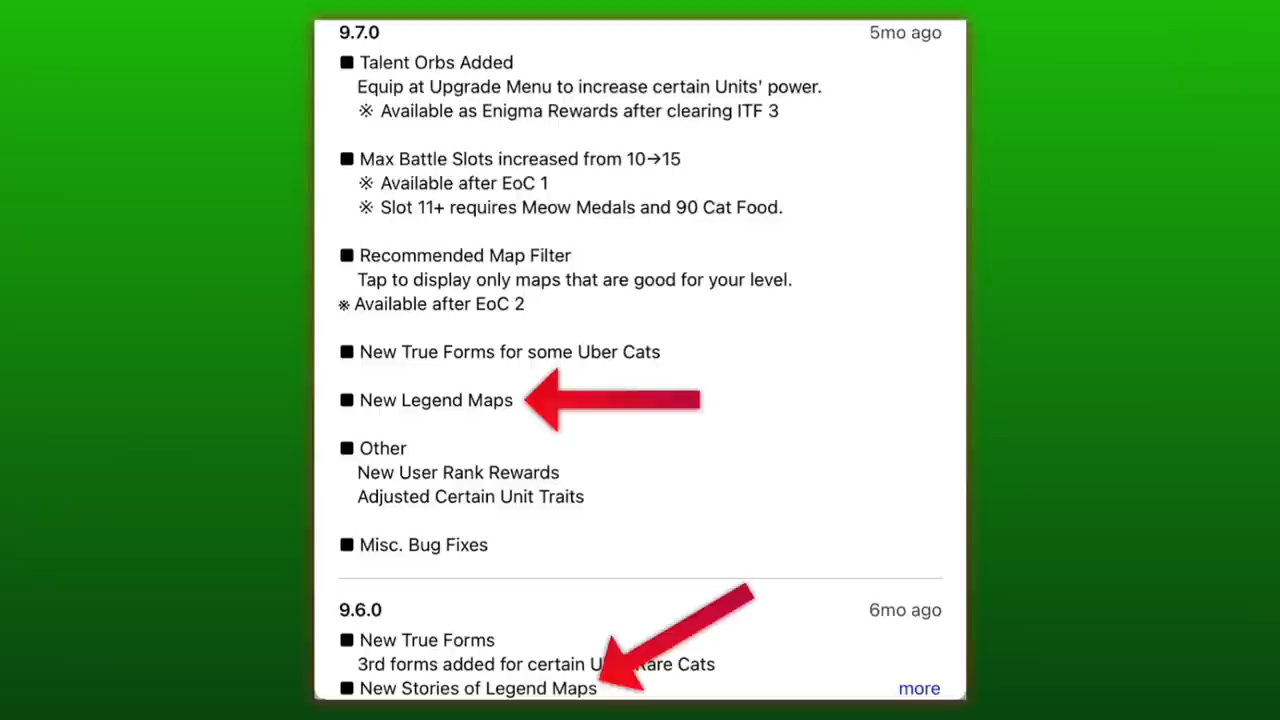 9.7.0 5mo ago
■ Talent Orbs Added
Equip at Upgrade Menu to increase certain Units' power.
※ Available as Enigma Rewards after clearing ITF 3
■ Max Battle Slots increased from 10→15
※ Available after EoC 1
※ Slot 11+ requires Meow Medals and 90 Cat Food.
■ Recommended Map Filter
Tap to display only maps that are good for your level.
※ Available after EoC 2
■ New True Forms for some Uber Cats
■ New Legend Maps
■ Other
New User Rank Rewards
Adjusted Certain Unit Traits
■ Misc. Bug Fixes
9.6.0 6mo ago
■ New True Forms
3rd forms added for certain Cats
■ New Stories of Legend Maps more